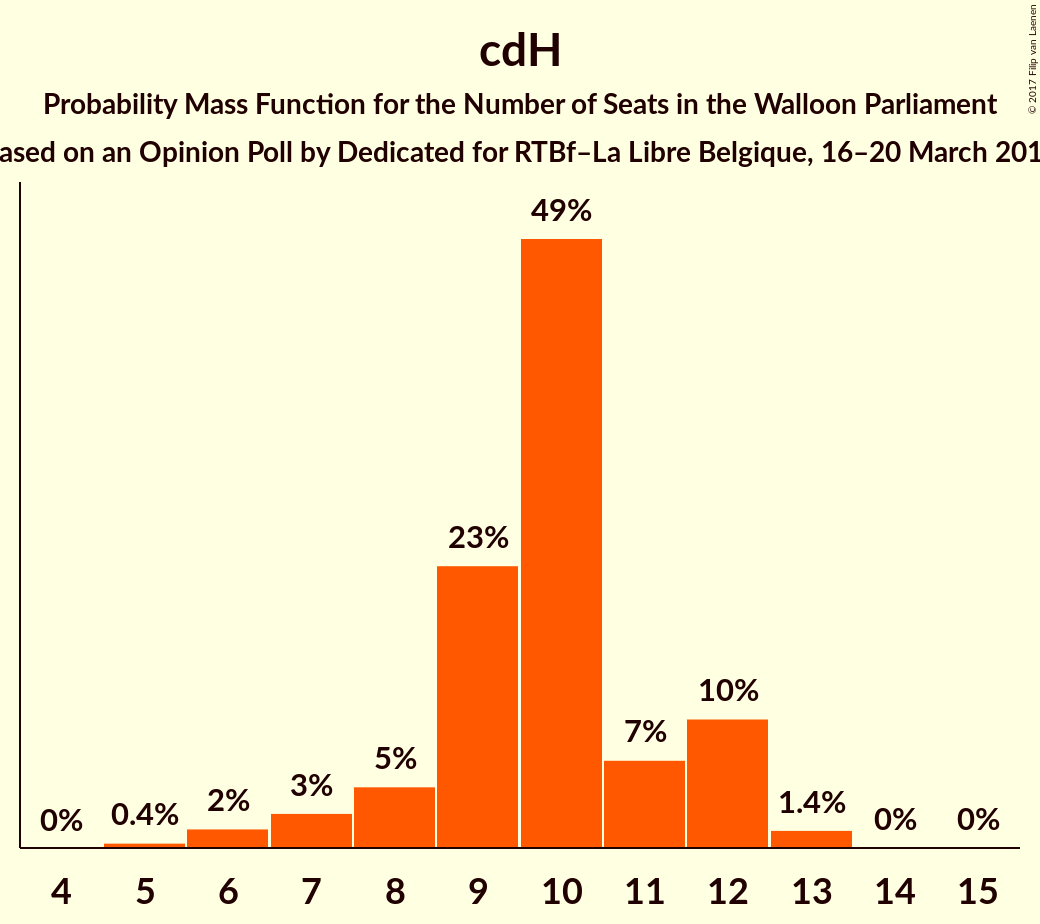 cdH
Probability Mass Function for the Number of Seats in the Walloon Parliament
ased on an Opinion Poll by Dedicated for RTBf–La Libre Belgique, 16–20 March 201
© 2017 Filip van Laenen
49%
23%
10%
7%
5%
3%
2%
1.4%
0.4%
0%
0%
0%
4 5 6 7 8 9 10 11 12 13 14 15